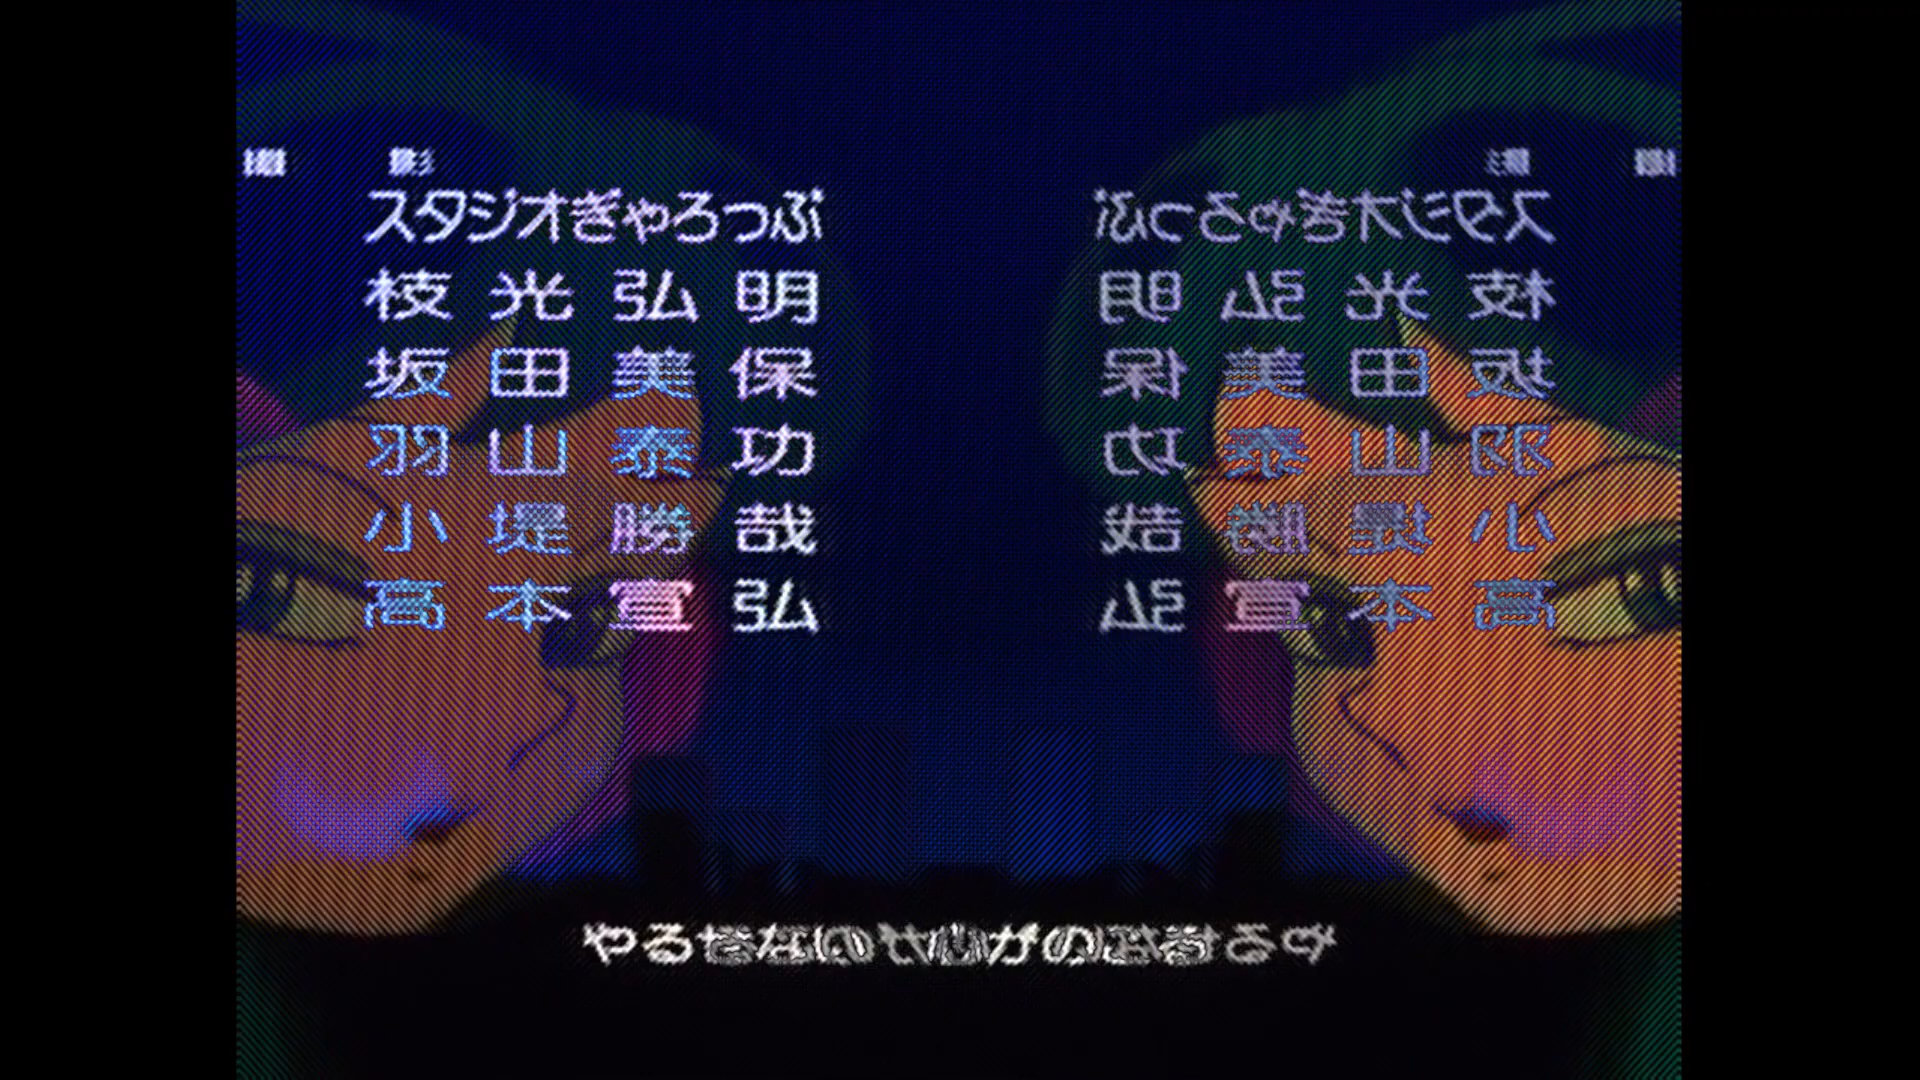 撮影
スタジオぎゃろっぷ
枝光弘明
坂田美保
羽山泰功
小堤勝哉
高本宣弘